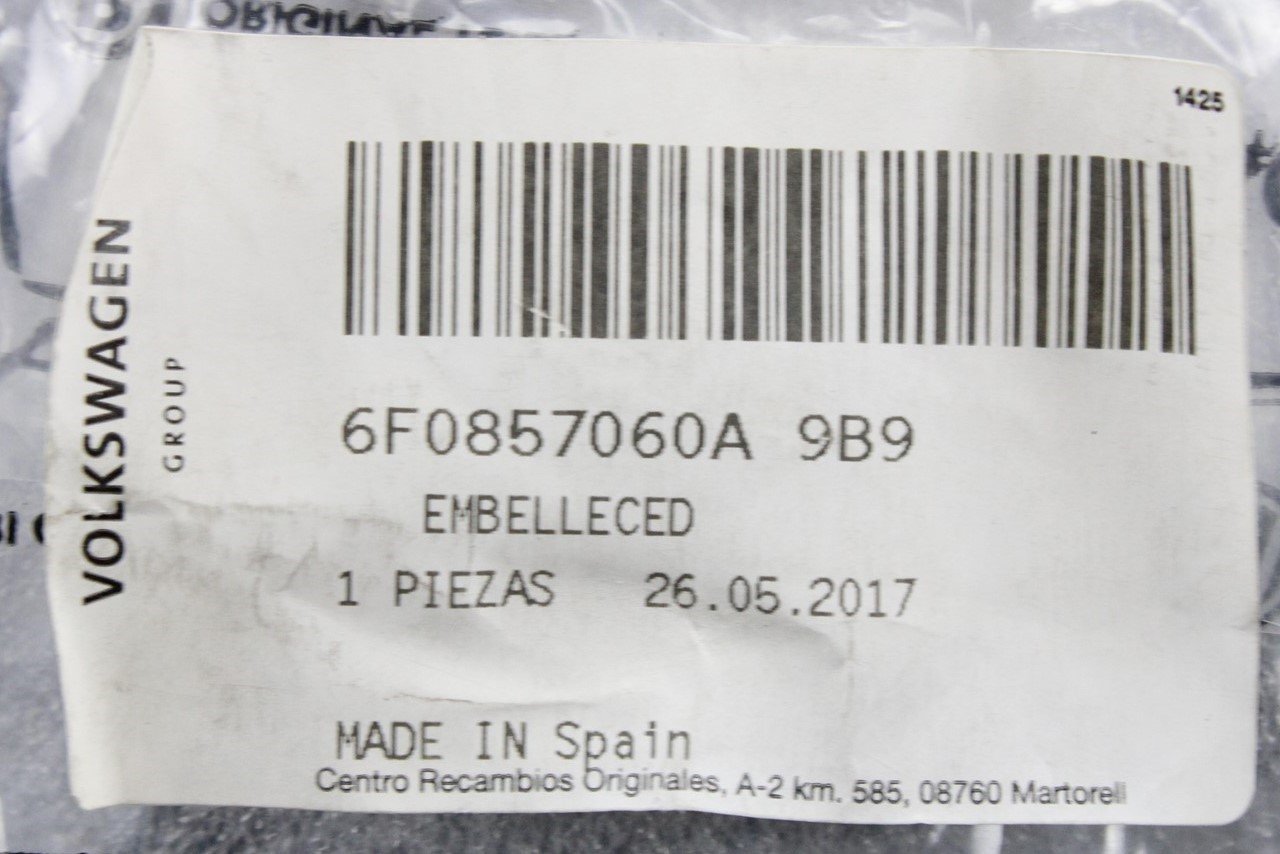 1425
VOLKSWAGEN
GROUP
6F0857060A 9B9
EMBELLECED
1 PIEZAS 26.05.2017
MADE IN Spain
Centro Recambios Originales, A-2 km. 585, 08760 Martorell